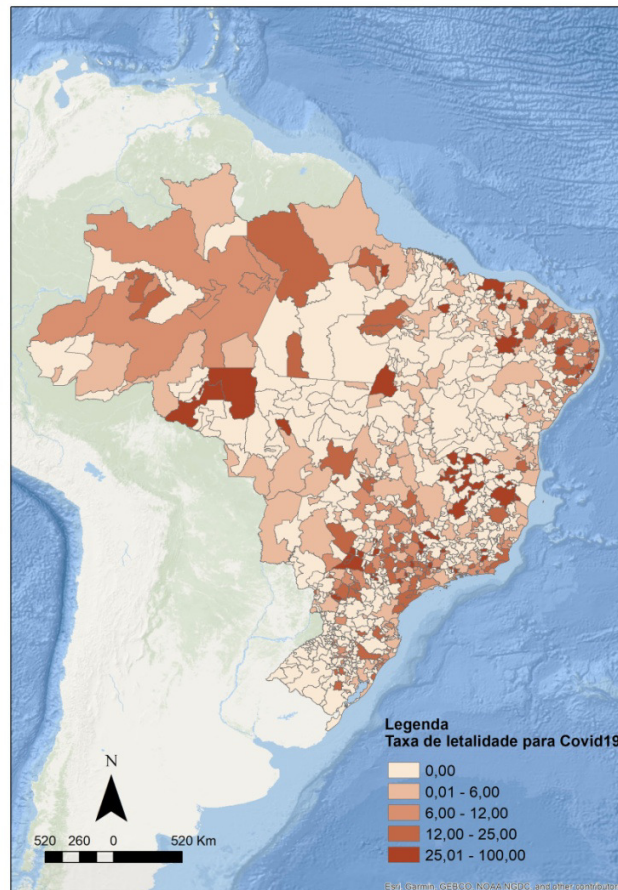 Legenda
Taxa de letalidade para Covid19
0,00
0,01 - 6,00
6,00 - 12,00
12,00 - 25,00
25,01 - 100,00
N
520 260 0 520 Km
Esri, Garmin, GEBCO, NOAA NGDC, and other contributor